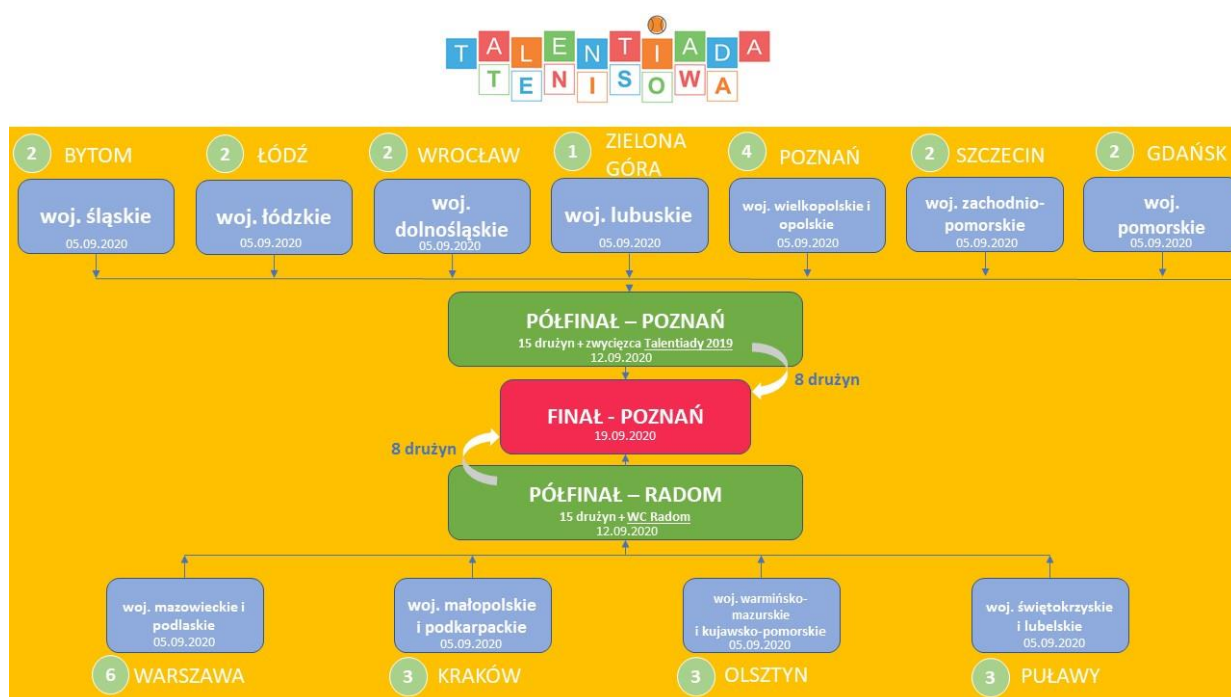 TALENTIADA
TENISOWA
2 BYTOM
2 ŁÓDŹ
2 WROCŁAW
1 ZIELONA
GÓRA
4 POZNAŃ
2 SZCZECIN
2 GDAŃSK
woj. śląskie
05.09.2020
woj. łódzkie
05.09.2020
woj.
dolnośląskie
05.09.2020
woj. lubuskie
05.09.2020
woj. wielkopolskie i
opolskie
05.09.2020
woj. zachodnio-
pomorskie
05.09.2020
woj.
pomorskie
05.09.2020
PÓŁFINAŁ – POZNAŃ
15 drużyn + zwycięzca Talentiady 2019
12.09.2020
8 drużyn
FINAŁ - POZNAŃ
19.09.2020
8 drużyn
PÓŁFINAŁ – RADOM
15 drużyn + WC Radom
12.09.2020
woj. mazowieckie i
podlaskie
05.09.2020
woj. małopolskie
i podkarpackie
05.09.2020
woj. warmińsko-
mazurskie
i kujawsko-pomorskie
05.09.2020
woj. świętokrzyskie
i lubelskie
05.09.2020
6 WARSZAWA
3 KRAKÓW
3 OLSZTYN
3 PUŁAWY